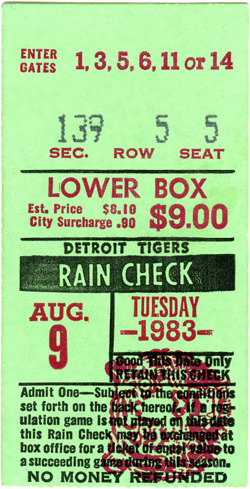 ENTER GATES 1, 3, 5, 6, 11 or 14
139 5 5
SEC. ROW SEAT
LOWER BOX
Est. Price $8.10
City Surcharge .90 $9.00
DETROIT TIGERS
RAIN CHECK
AUG. 9
TUESDAY
-1983-
Good This Date Only
RETAIN THIS CHECK
Admit One—Subject to the conditions
set forth on the back hereof. If a reg-
ulation game is not played on this date
this Rain Check may be exchanged at
box office for a ticket of equal value to
a succeeding game during this season.
NO MONEY REFUNDED